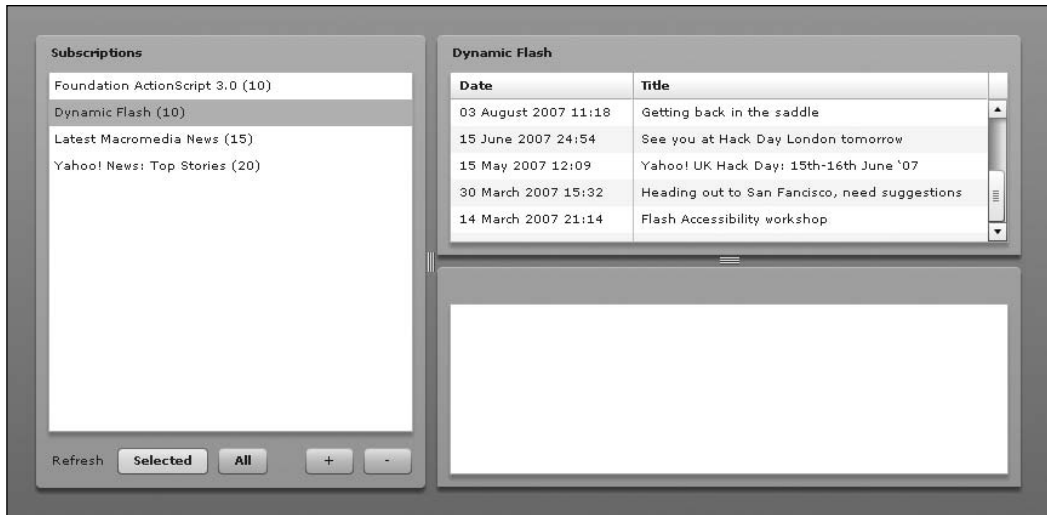 Subscriptions
Foundation ActionScript 3.0 (10)
Dynamic Flash (10)
Latest Macromedia News (15)
Yahoo! News: Top Stories (20)
Refresh Selected All + -
Dynamic Flash
Date Title
03 August 2007 11:18 Getting back in the saddle
15 June 2007 24:54 See you at Hack Day London tomorrow
15 May 2007 12:09 Yahoo! UK Hack Day: 15th-16th June `07
30 March 2007 15:32 Heading out to San Fancisco, need suggestions
14 March 2007 21:14 Flash Accessibility workshop